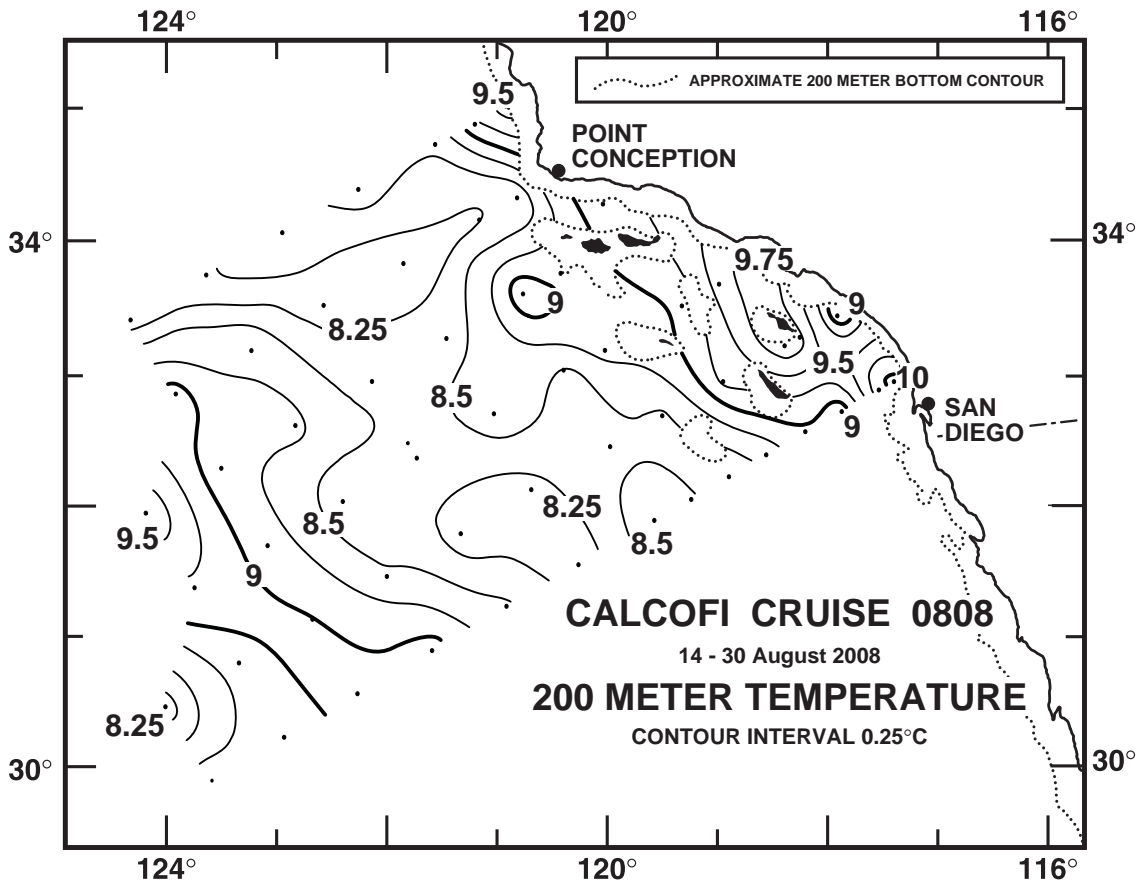 124° 120° 116°
APPROXIMATE 200 METER BOTTOM CONTOUR
9.5
POINT
CONCEPTION
34° 34°
9.75
9 9
8.25
9.5
10
8.5
SAN
DIEGO
9
8.25
8.5
9.5
8.5
9
CALCOFI CRUISE 0808
14 - 30 August 2008
200 METER TEMPERATURE
8.25
CONTOUR INTERVAL 0.25°C
30° 30°
124° 120° 116°